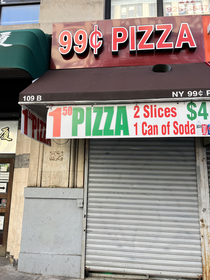 99¢ PIZZA
109 B
NY 99¢ P
1.50 PIZZA
2 Slices $4
1 Can of Soda